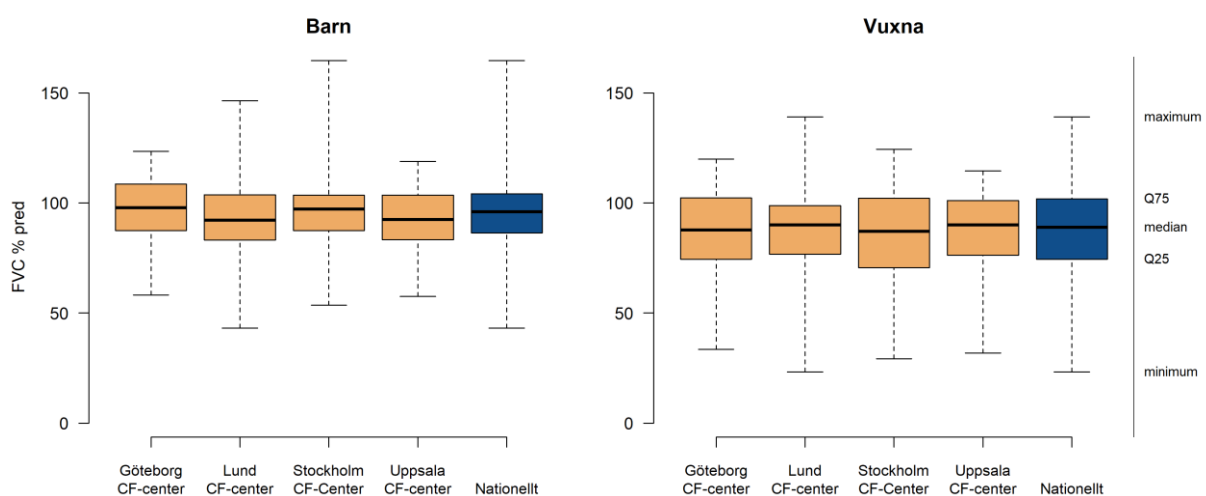 Barn
FVC % pred
150
100
50
0
Göteborg
CF-center
Lund
CF-center
Stockholm
CF-Center
Uppsala
CF-center
Nationellt
Vuxna
150
100
50
0
Göteborg
CF-center
Lund
CF-center
Stockholm
CF-Center
Uppsala
CF-center
Nationellt
maximum
Q75
median
Q25
minimum